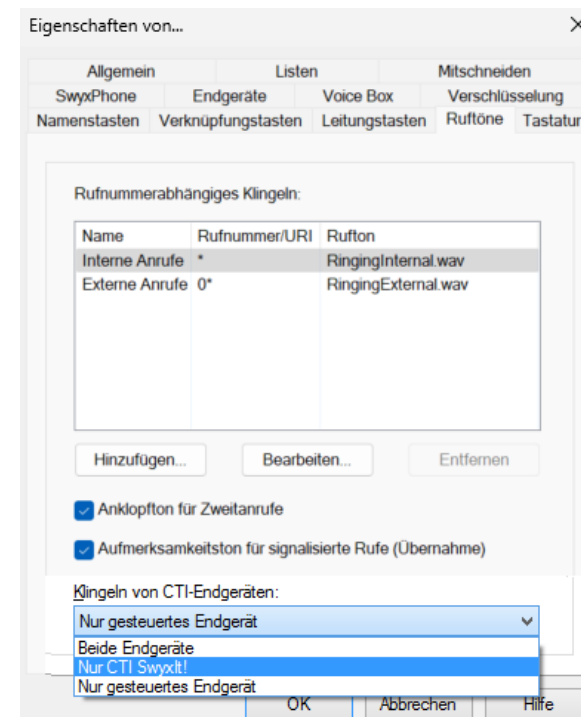 Eigenschaften von...
Allgemein Listen Mitschneiden
SwyxPhone Endgeräte Voice Box Verschlüsselung
Namenstasten Verknüpfungstasten Leitungstasten Ruftöne Tastatur
Rufnummerabhängiges Klingeln:
Name Rufnummer/URI Rufton
Interne Anrufe * RingingInternal.wav
Externe Anrufe 0* RingingExternal.wav
Hinzufügen... Bearbeiten... Entfernen
Anklopfton für Zweitanrufe
Aufmerksamkeitston für signalisierte Rufe (Übernahme)
Klingeln von CTI-Endgeräten:
Nur gesteuertes Endgerät
Beide Endgeräte
Nur CTI SwyxIt!
Nur gesteuertes Endgerät
OK Abbrechen Hilfe